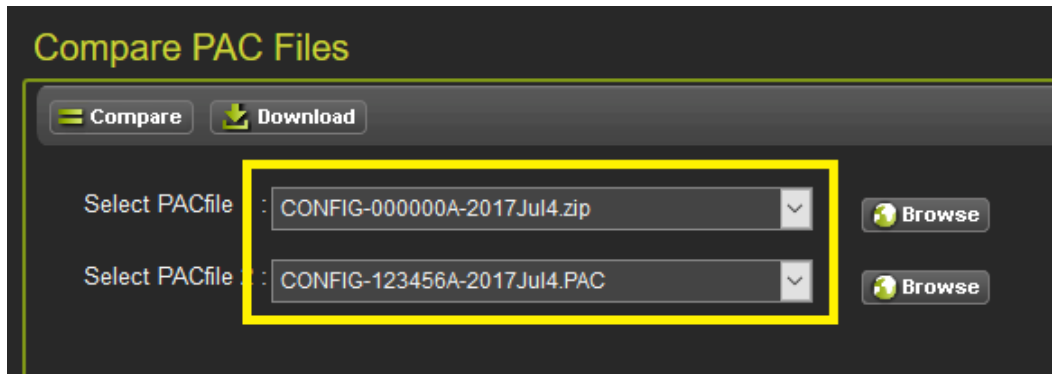 Compare PAC Files
Compare Download
Select PACfile : CONFIG-000000A-2017Jul4.zip Browse
Select PACfile 2 : CONFIG-123456A-2017Jul4.PAC Browse